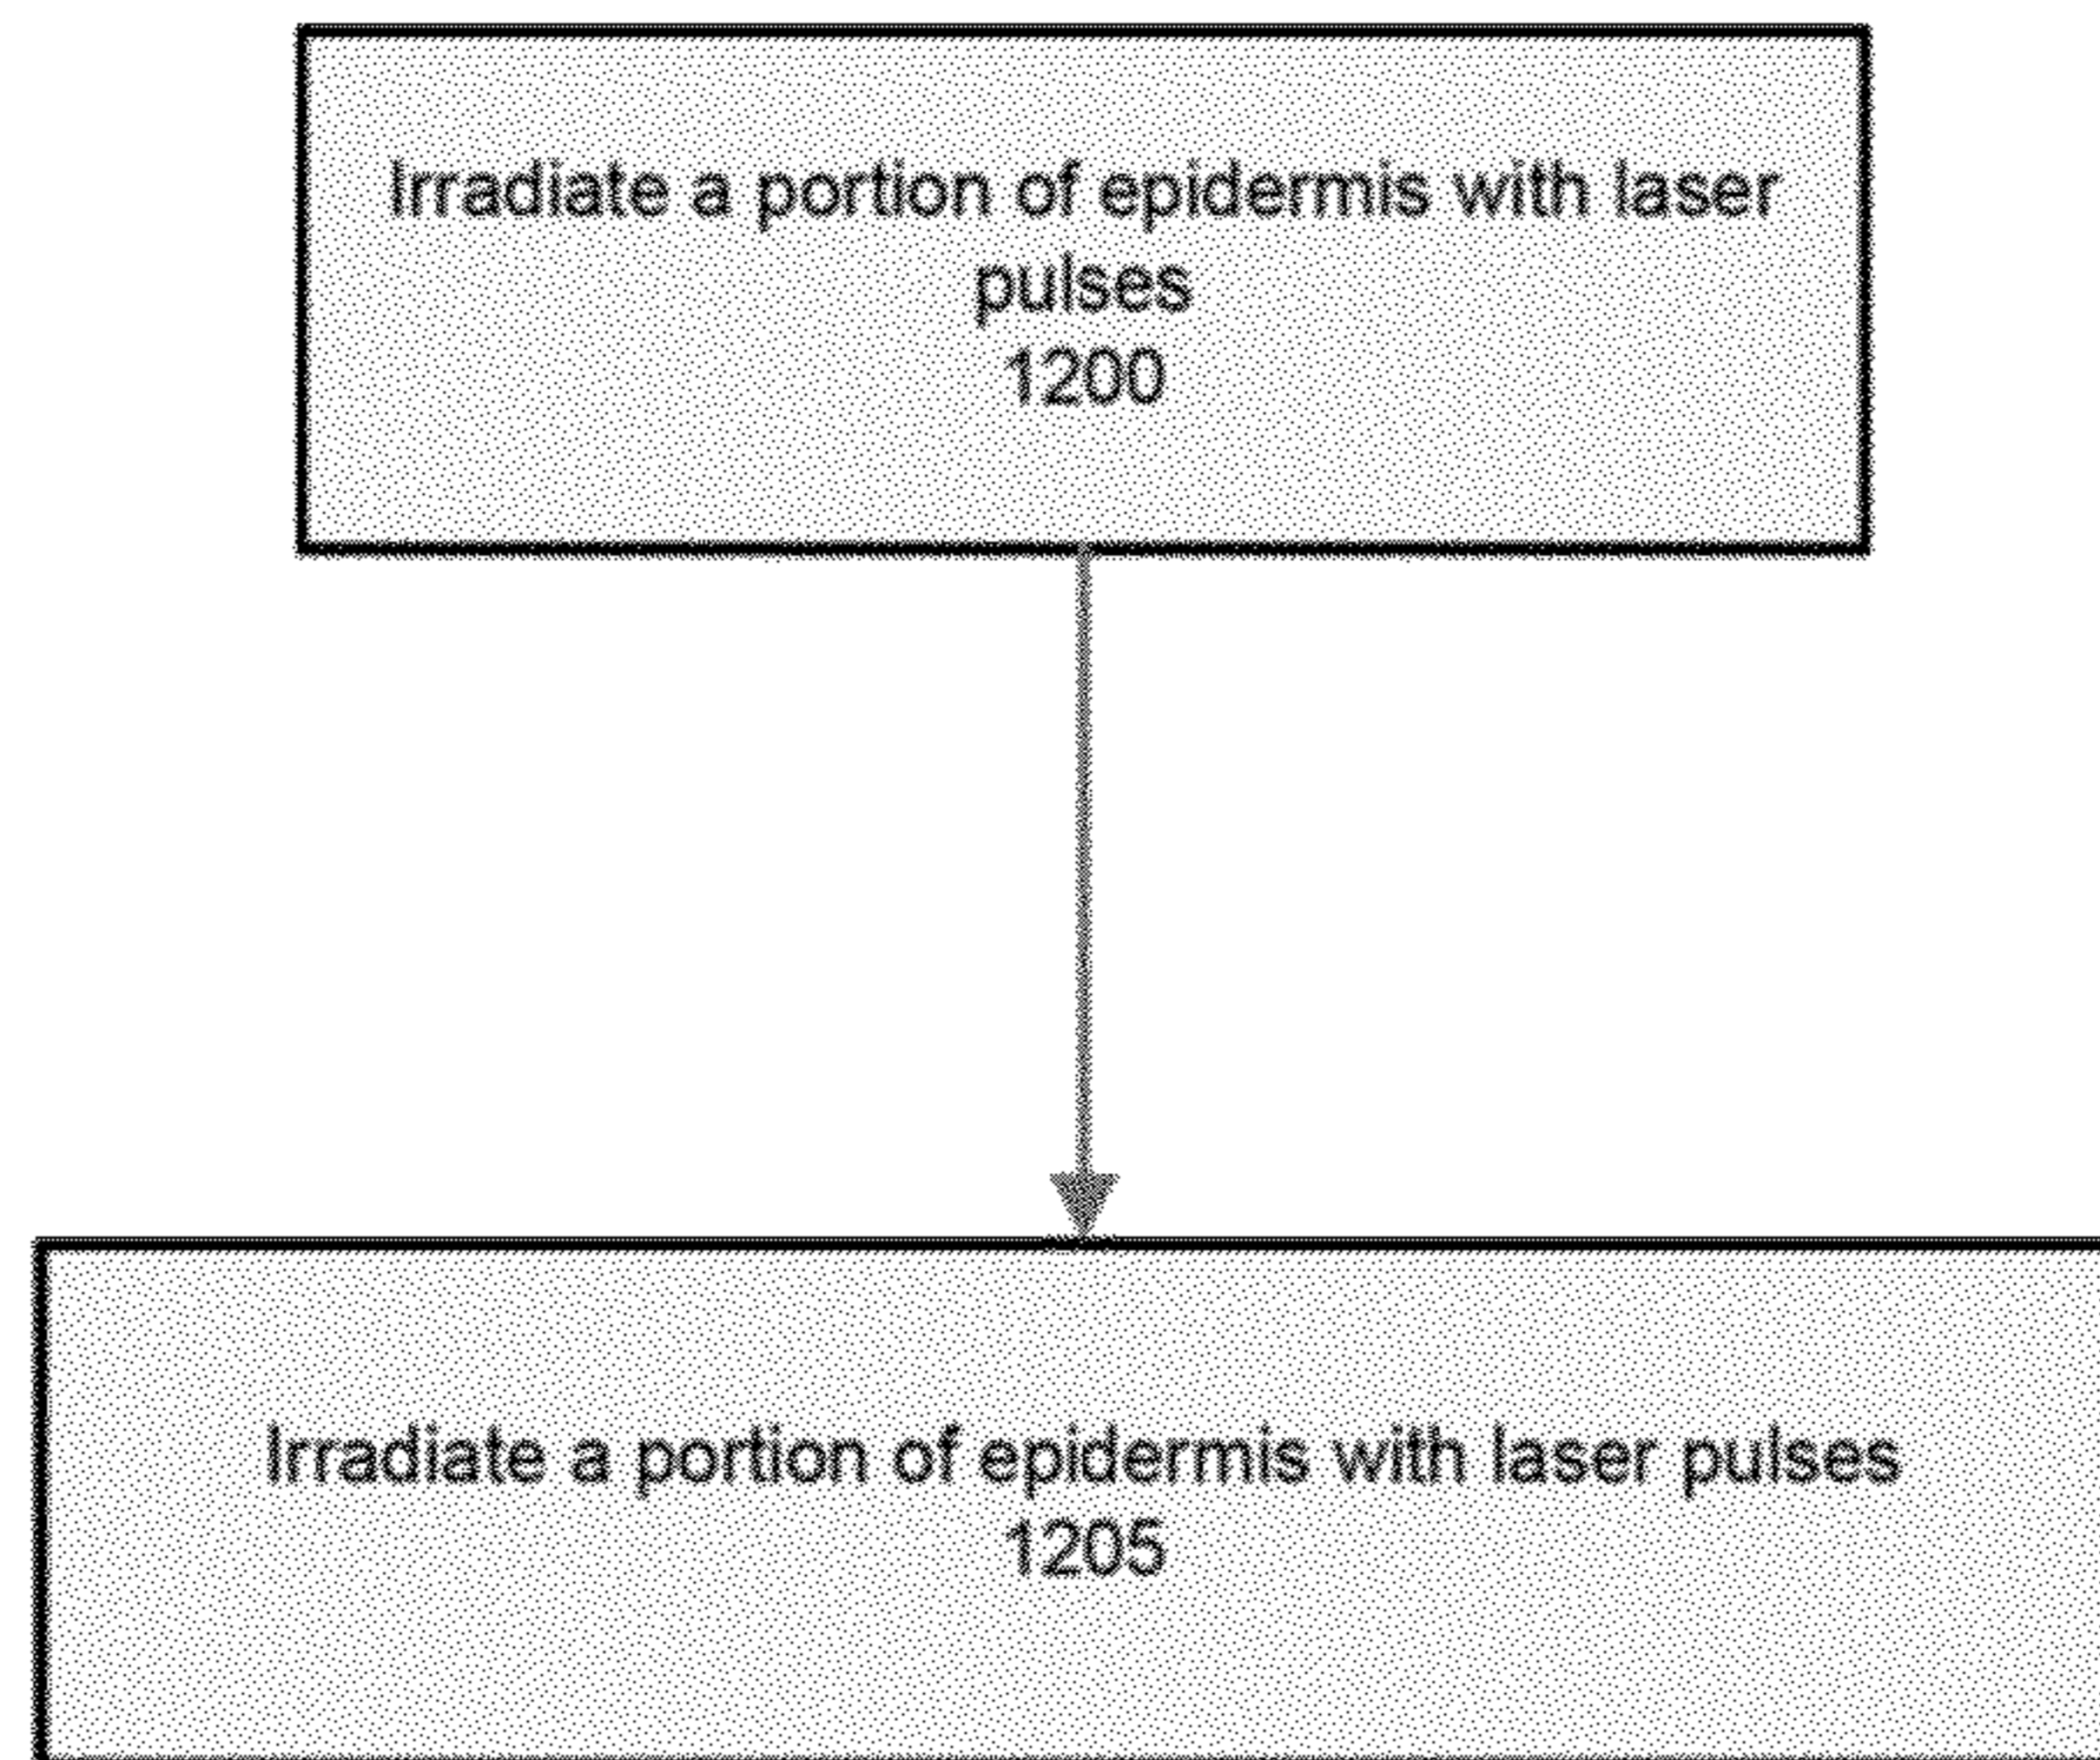 Irradiate a portion of epidermis with laser
pulses
1200
Irradiate a portion of epidermis with laser pulses
1205